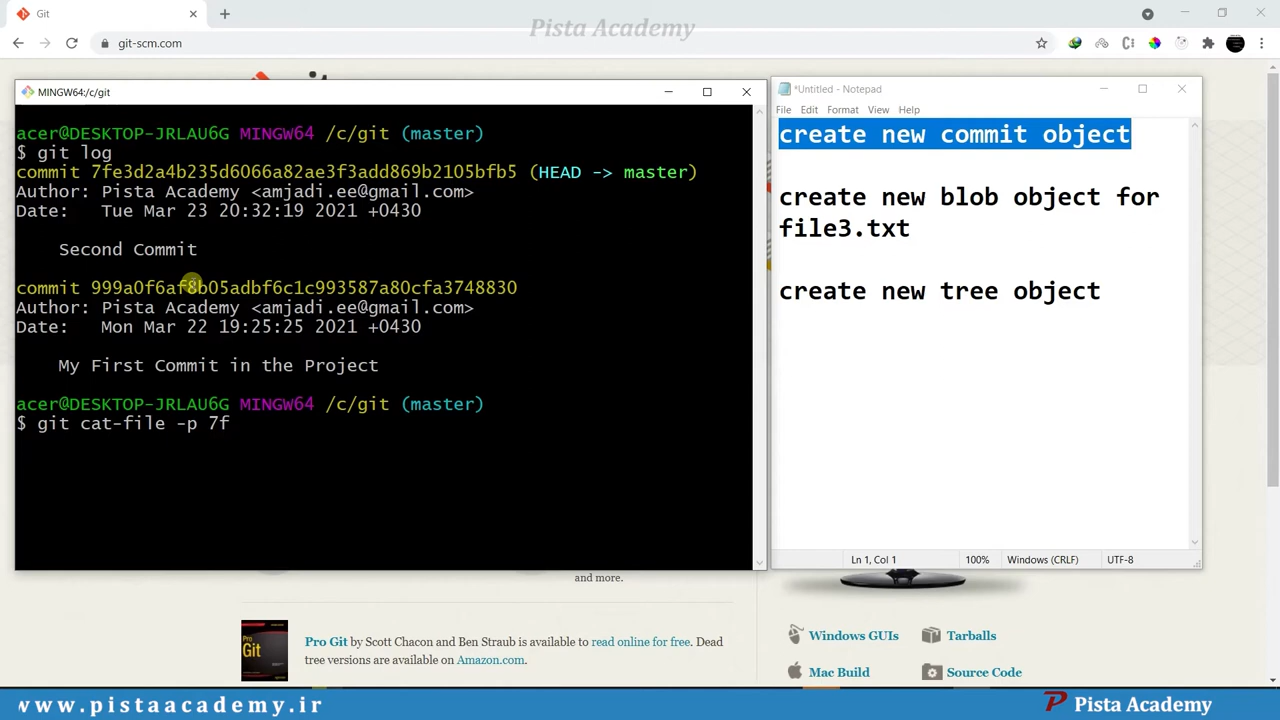 Git
Pista Academy
git-scm.com
MINGW64:/c/git
acer@DESKTOP-JRLAU6G MINGW64 /c/git (master)
$ git log
commit 7fe3d2a4b235d6066a82ae3f3add869b2105bfb5 (HEAD -> master)
Author: Pista Academy <amjadi.ee@gmail.com>
Date: Tue Mar 23 20:32:19 2021 +0430
Second Commit
commit 999a0f6af8b05adbf6c1c993587a80cfa3748830
Author: Pista Academy <amjadi.ee@gmail.com>
Date: Mon Mar 22 19:25:25 2021 +0430
My First Commit in the Project
acer@DESKTOP-JRLAU6G MINGW64 /c/git (master)
$ git cat-file -p 7f
*Untitled - Notepad
File Edit Format View Help
create new commit object
create new blob object for
file3.txt
create new tree object
Ln 1, Col 1 100% Windows (CRLF) UTF-8
and more.
Pro
Git
Pro Git by Scott Chacon and Ben Straub is available to read online for free. Dead
tree versions are available on Amazon.com.
Windows GUIs Tarballs
Mac Build Source Code
www.pistaacademy.ir
Pista Academy